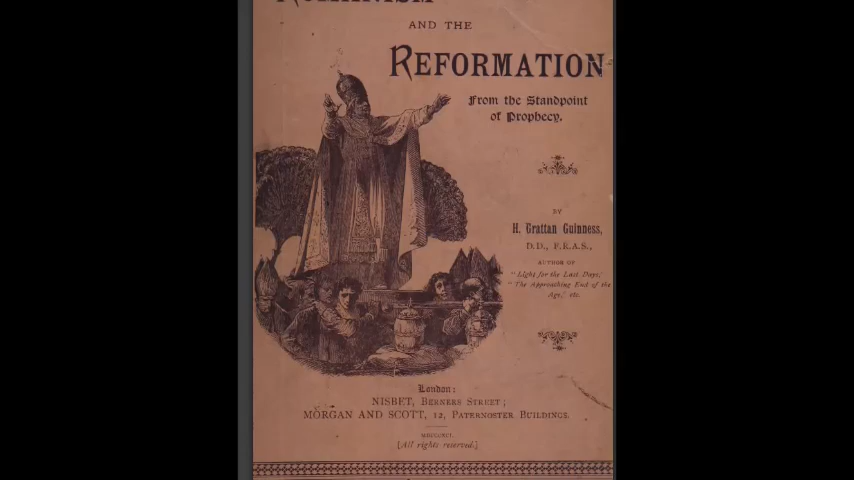 ROMANISM
AND THE
REFORMATION
From the Standpoint
of Prophecy.
BY
H. Grattan Guinness,
D.D., F.R.A.S.,
AUTHOR OF
"Light for the Last Days,"
"The Approaching End of the
Age," etc.
London:
NISBET, BERNERS STREET;
MORGAN AND SCOTT, 12, PATERNOSTER BUILDINGS.
MDCCCXCI.
[All rights reserved.]